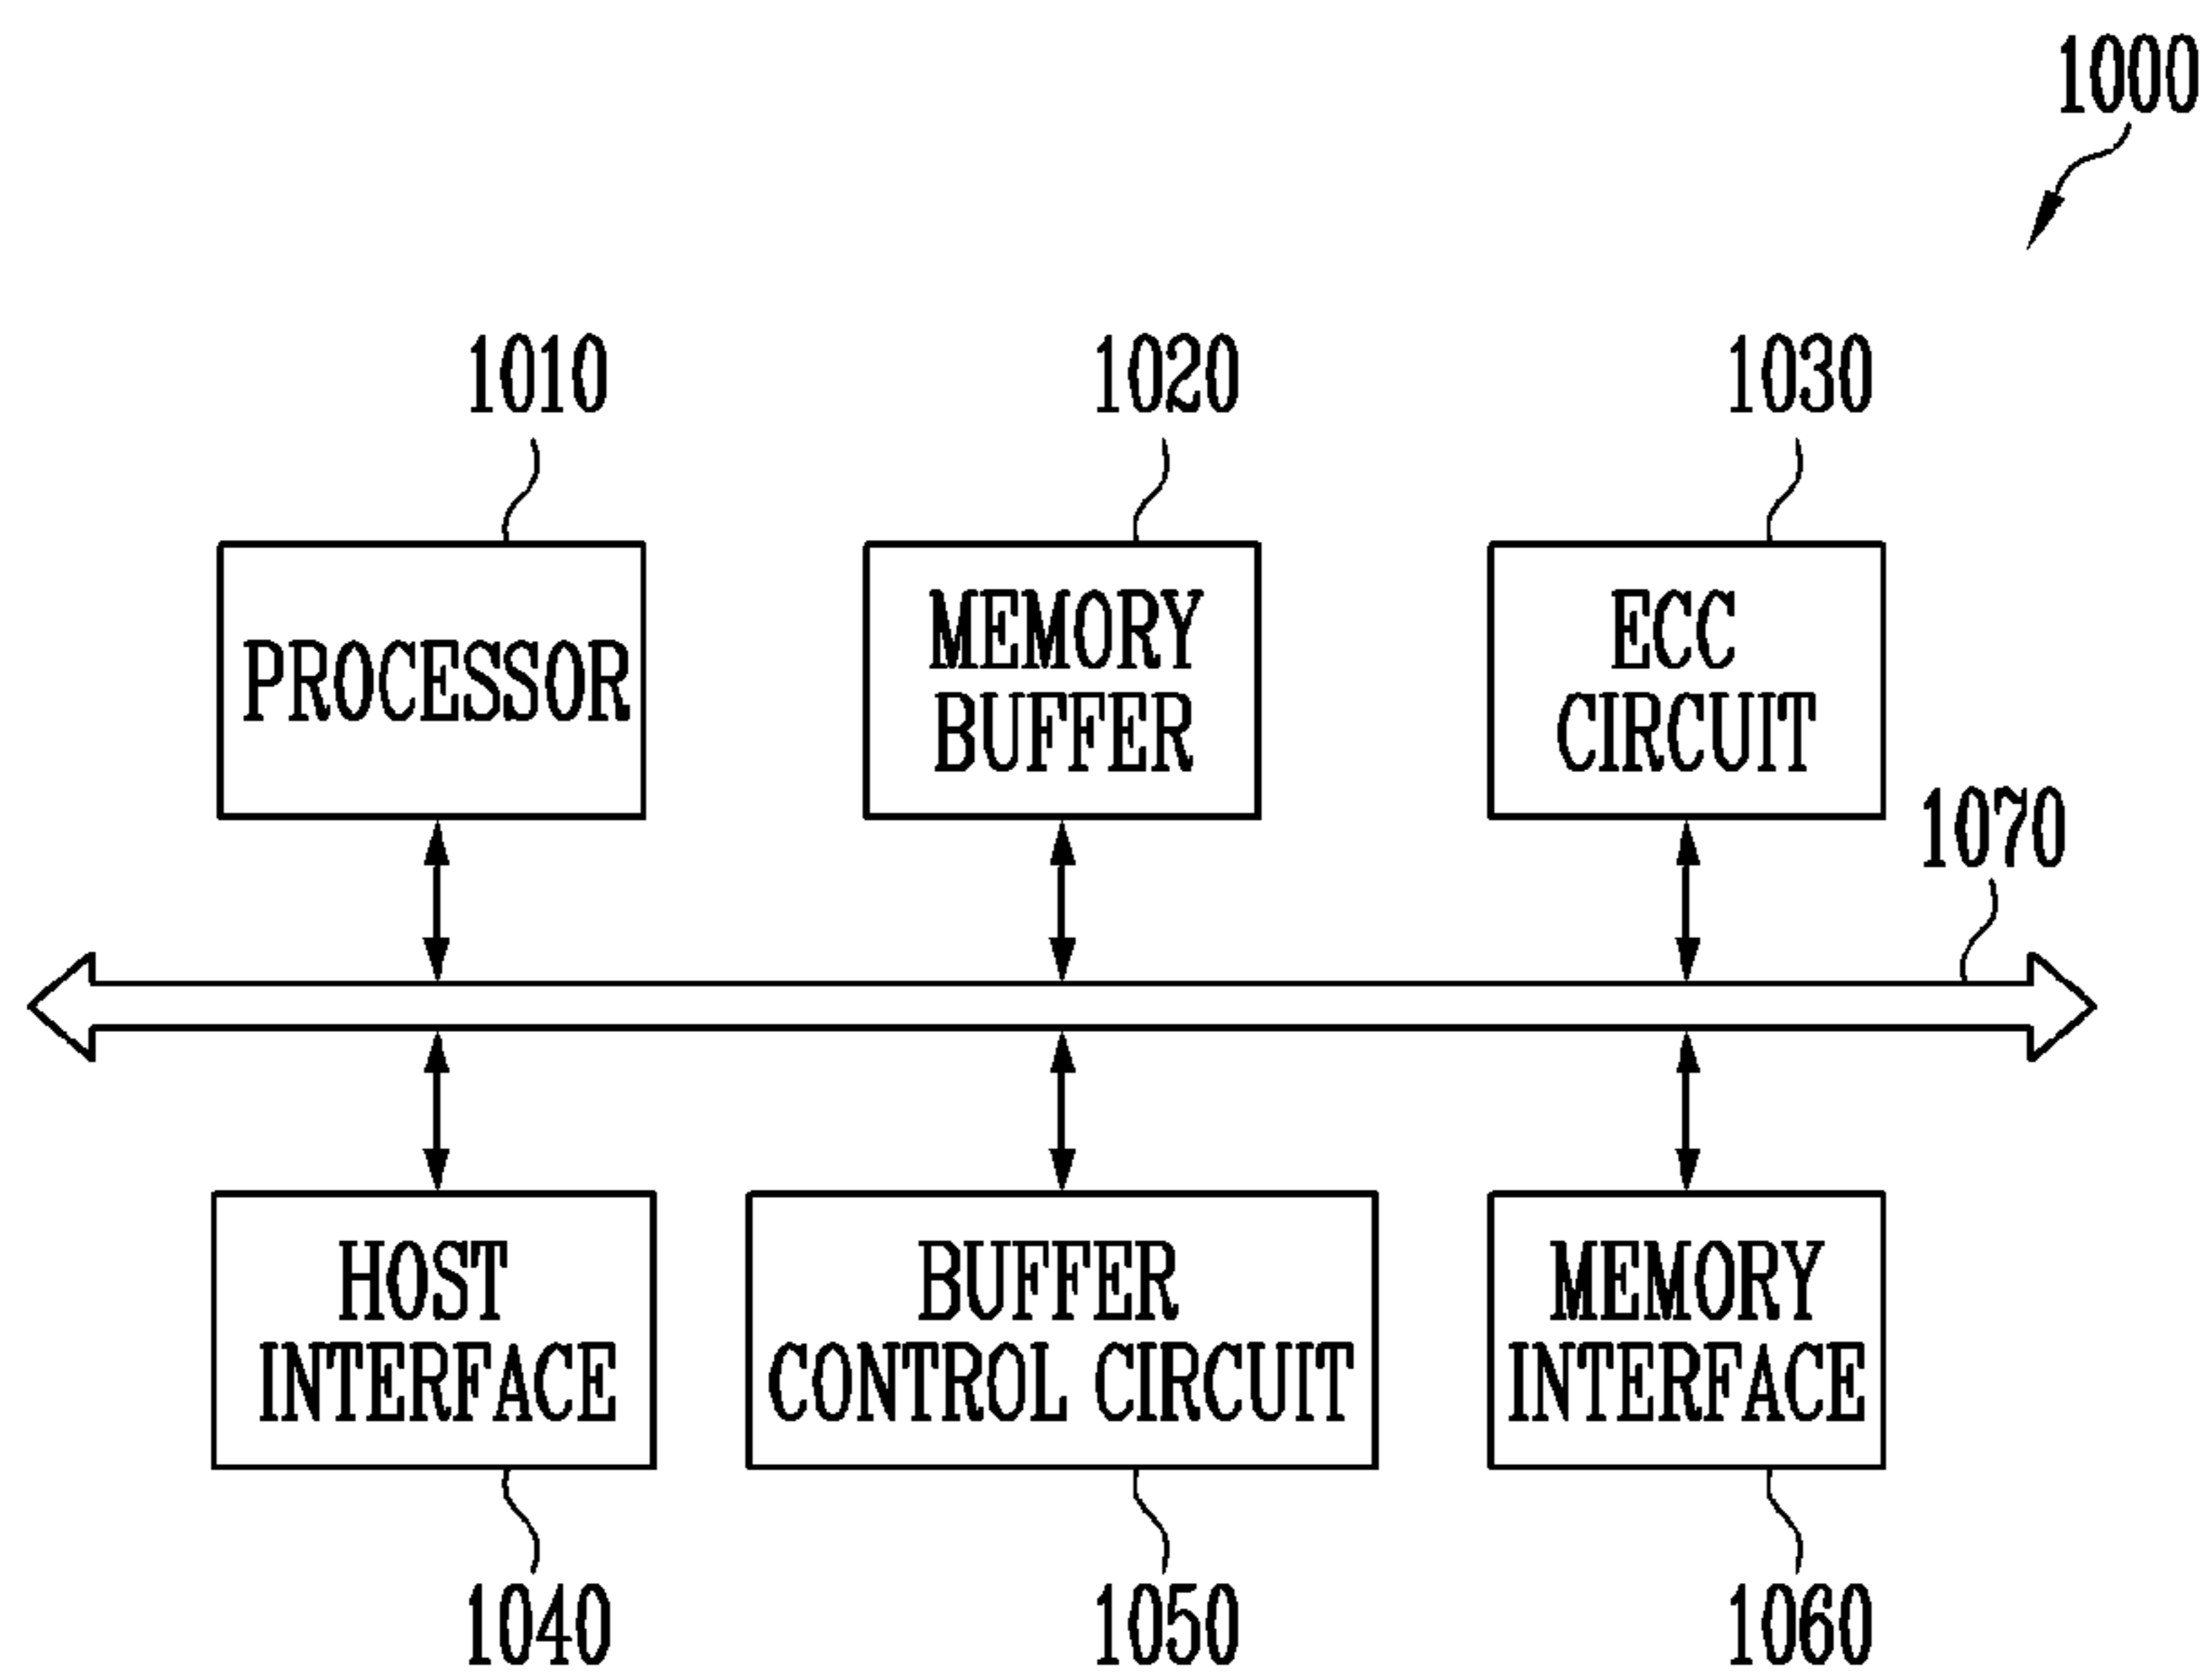 1000
1010
1020
1030
PROCESSOR
MEMORY
BUFFER
ECC
CIRCUIT
1070
HOST
INTERFACE
BUFFER
CONTROL CIRCUIT
MEMORY
INTERFACE
1040
1050
1060